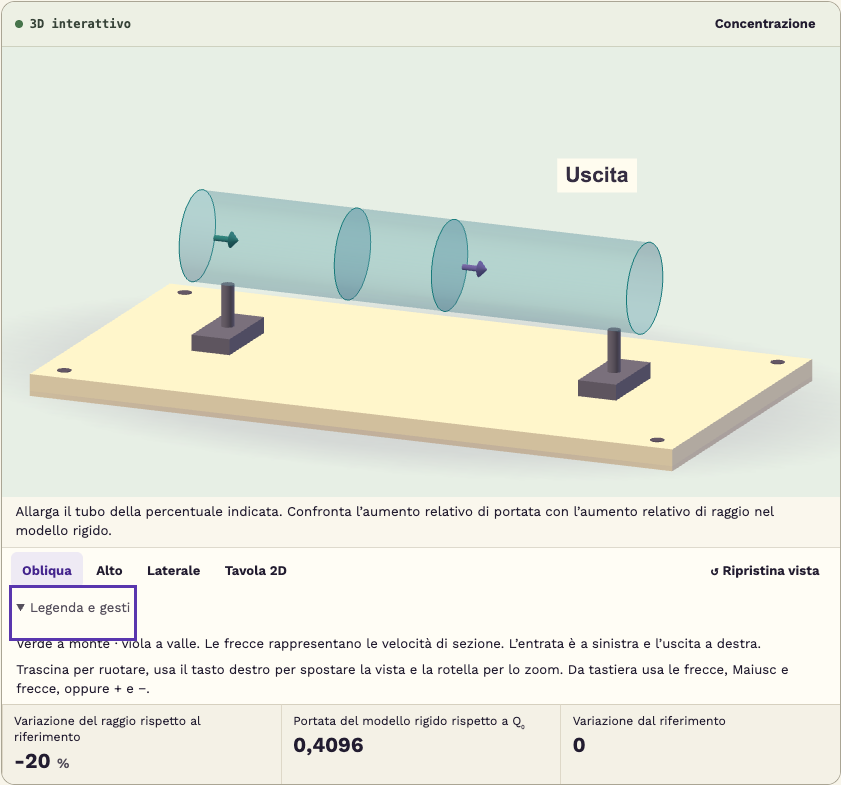 3D interattivo
Concentrazione
Uscita
Allarga il tubo della percentuale indicata. Confronta l’aumento relativo di portata con l’aumento relativo di raggio nel
modello rigido.
Obliqua
Alto
Laterale
Tavola 2D
↺ Ripristina vista
▼ Legenda e gesti
Verde a monte · viola a valle. Le frecce rappresentano le velocità di sezione. L’entrata è a sinistra e l’uscita a destra.
Trascina per ruotare, usa il tasto destro per spostare la vista e la rotella per lo zoom. Da tastiera usa le frecce, Maiusc e
frecce, oppure + e −.
Variazione del raggio rispetto al
riferimento
-20 %
Portata del modello rigido rispetto a Q₀
0,4096
Variazione dal riferimento
0